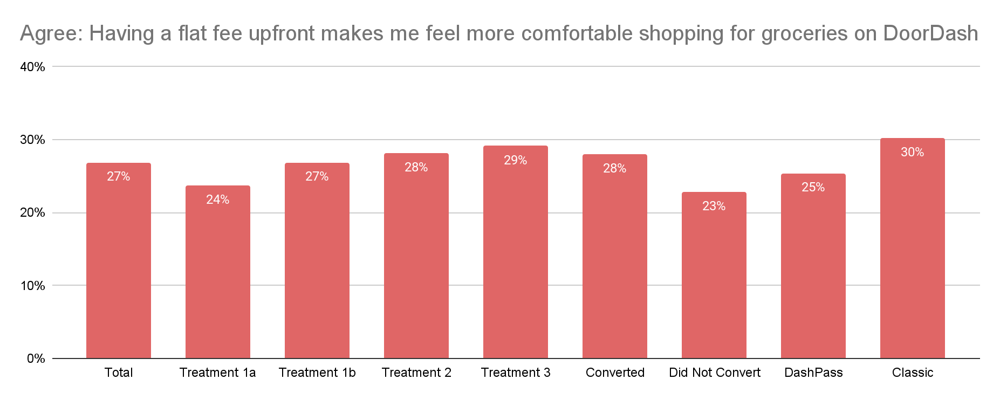 Agree: Having a flat fee upfront makes me feel more comfortable shopping for groceries on DoorDash
40%
30%
20%
10%
0%
27%
24%
27%
28%
29%
28%
23%
25%
30%
Total
Treatment 1a
Treatment 1b
Treatment 2
Treatment 3
Converted
Did Not Convert
DashPass
Classic